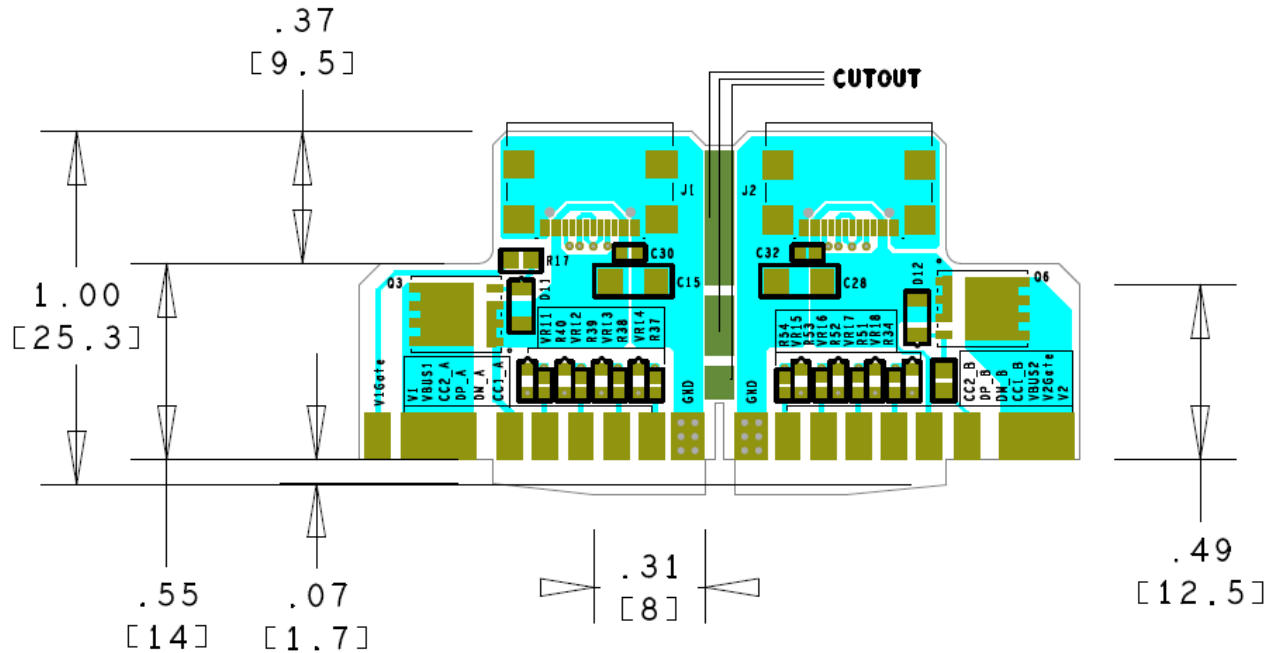 .37
[9.5]
CUTOUT
J1
J2
R17
C30
C32
D12
Q3
D11
C15
C28
Q6
1.00
[25.3]
VR11
R40
VR12
R39
VR13
R38
VR14
R37
R54
VR15
R53
VR16
R52
VR17
R51
VR18
R34
V1Gate
V1
VBUS1
CC2_A
DP_A
DM_A
CC1_A
GND
GND
CC2_B
DP_B
DM_B
CC1_B
VBUS2
V2Gate
V2
.55
[14]
.07
[1.7]
.31
[8]
.49
[12.5]